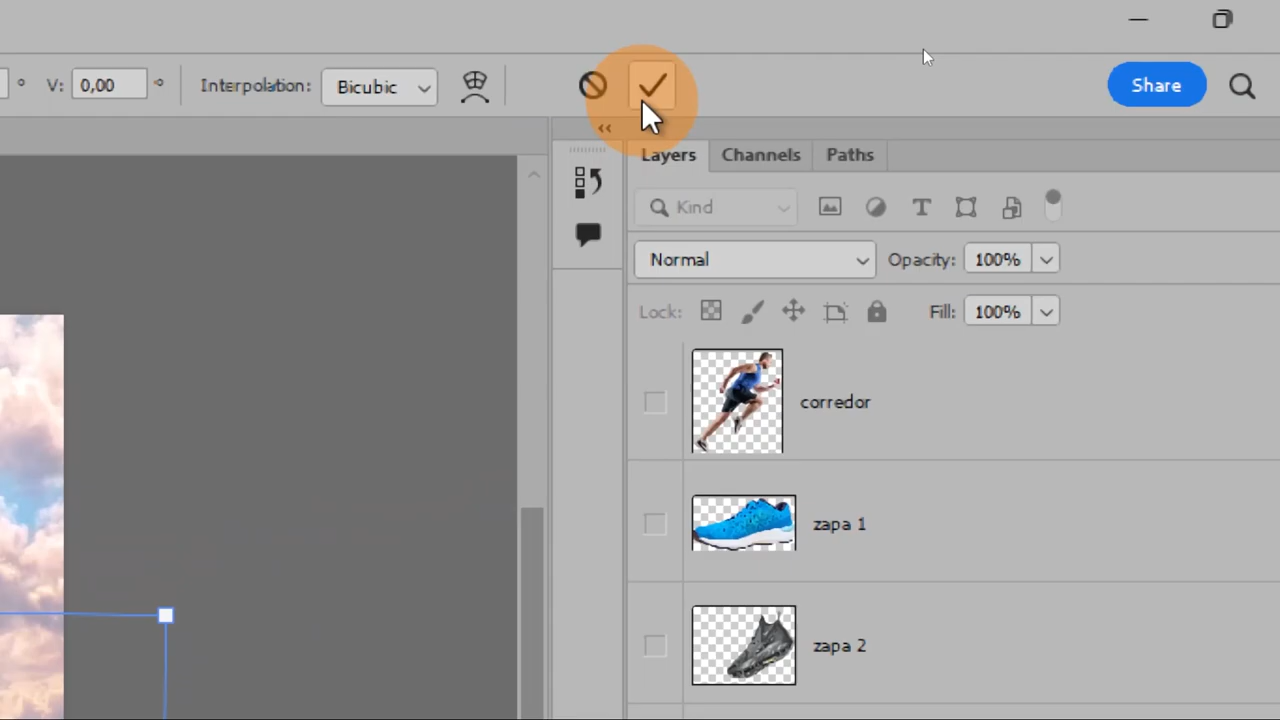 V: 0,00 Interpolation: Bicubic Share
Layers Channels Paths
Kind
Normal Opacity: 100%
Lock: Fill: 100%
corredor
zapa 1
zapa 2